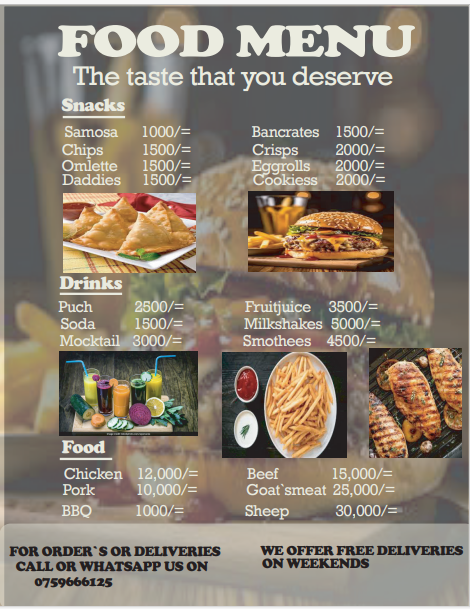 FOOD MENU
The taste that you deserve
Snacks
Samosa 1000/= Bancrates 1500/=
Chips 1500/= Crisps 2000/=
Omlette 1500/= Eggrolls 2000/=
Daddies 1500/= Cookiess 2000/=
Drinks
Puch 2500/= Fruitjuice 3500/=
Soda 1500/= Milkshakes 5000/=
Mocktail 3000/= Smothees 4500/=
Food
Chicken 12,000/= Beef 15,000/=
Pork 10,000/= Goat`smeat 25,000/=
BBQ 1000/= Sheep 30,000/=
FOR ORDER`S OR DELIVERIES
CALL OR WHATSAPP US ON
0759666125
WE OFFER FREE DELIVERIES
ON WEEKENDS